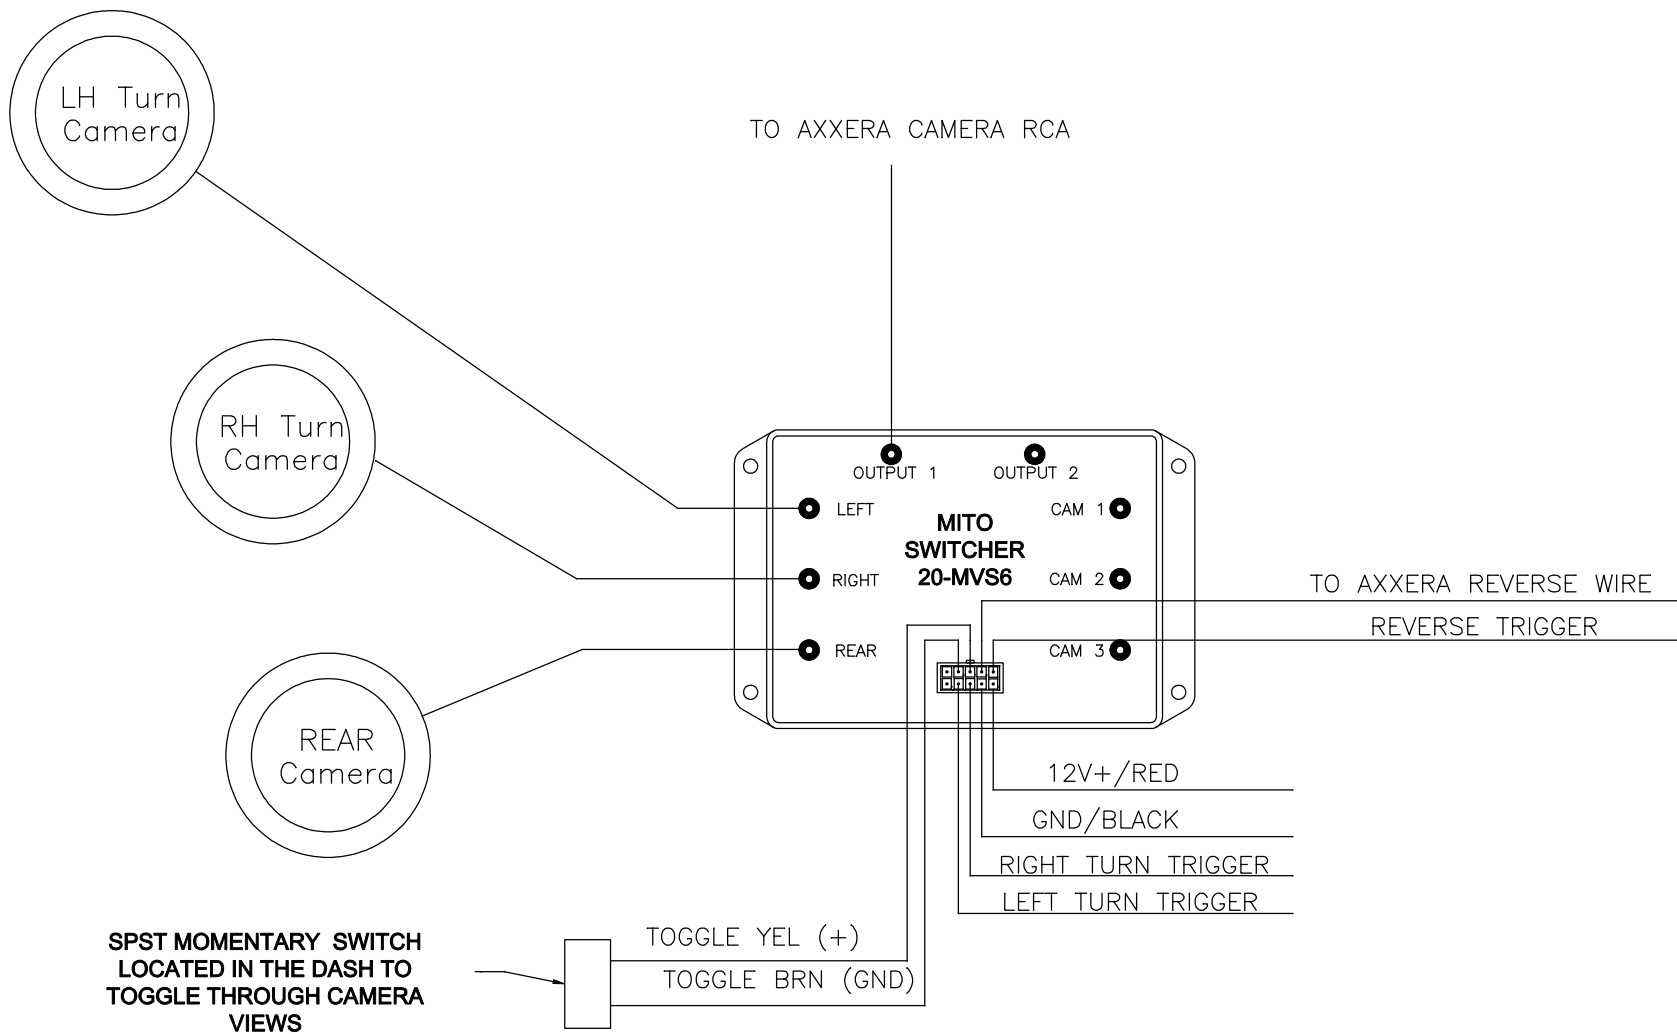 LH Turn
Camera
TO AXXERA CAMERA RCA
RH Turn
Camera
OUTPUT 1
OUTPUT 2
LEFT
CAM 1
MITO
SWITCHER
20-MVS6
RIGHT
CAM 2
TO AXXERA REVERSE WIRE
REVERSE TRIGGER
REAR
CAM 3
REAR
Camera
12V+/RED
GND/BLACK
RIGHT TURN TRIGGER
LEFT TURN TRIGGER
TOGGLE YEL (+)
TOGGLE BRN (GND)
SPST MOMENTARY SWITCH
LOCATED IN THE DASH TO
TOGGLE THROUGH CAMERA
VIEWS